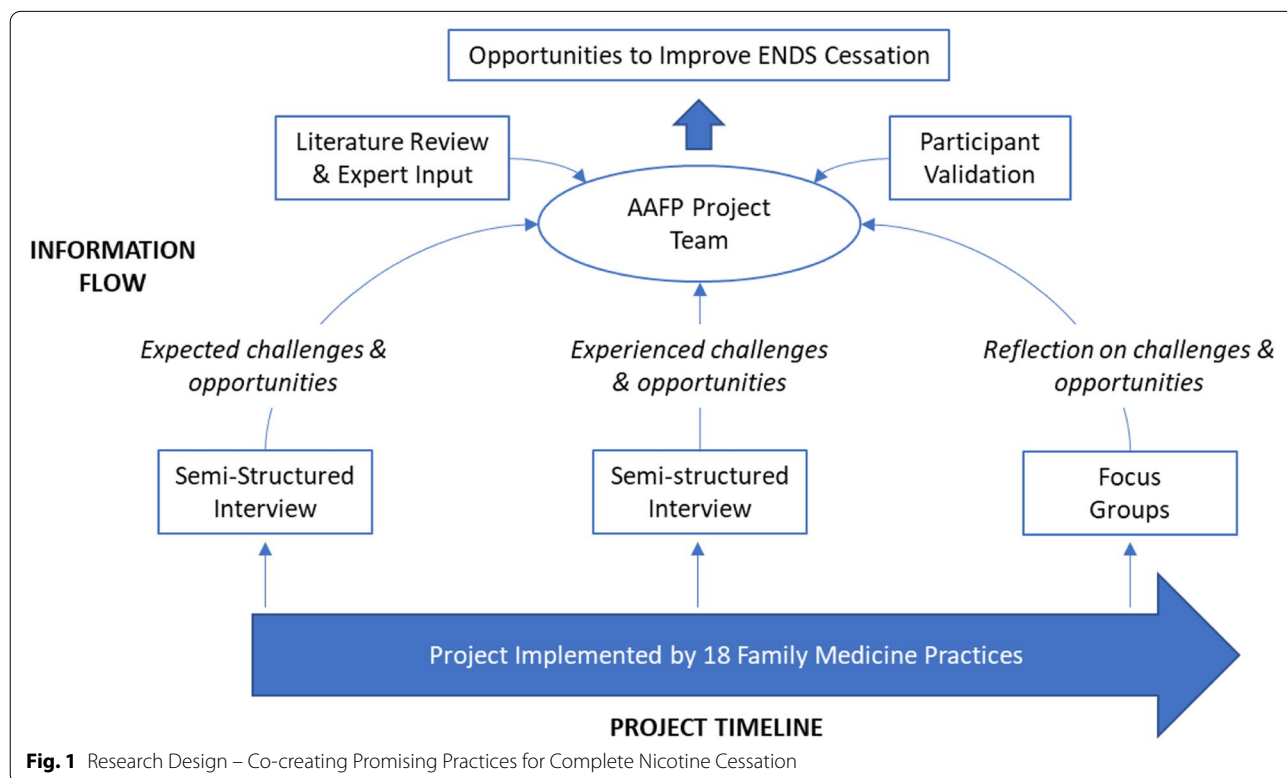 Opportunities to Improve ENDS Cessation
Literature Review
& Expert Input
Participant
Validation
AAFP Project
Team
INFORMATION
FLOW
Expected challenges &
opportunities
Experienced challenges
& opportunities
Reflection on challenges &
opportunities
Semi-Structured
Interview
Semi-structured
Interview
Focus
Groups
Project Implemented by 18 Family Medicine Practices
PROJECT TIMELINE
Fig. 1 Research Design – Co-creating Promising Practices for Complete Nicotine Cessation